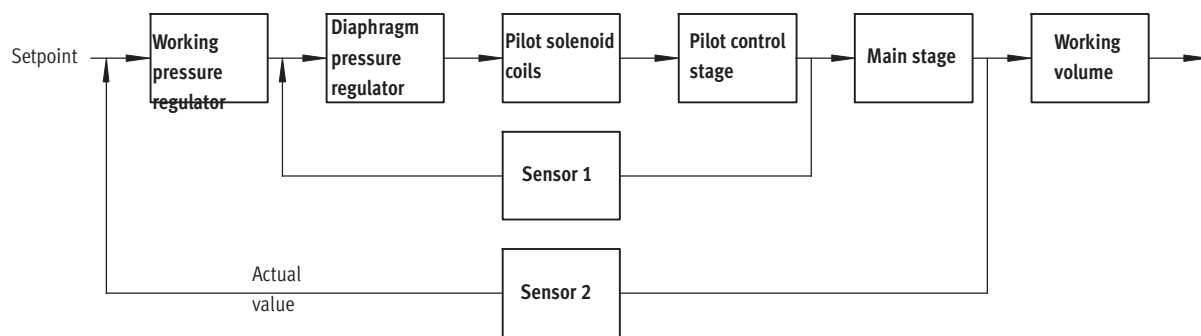 Setpoint
Working
pressure
regulator
Diaphragm
pressure
regulator
Pilot solenoid
coils
Pilot control
stage
Main stage
Working
volume
Sensor 1
Actual
value
Sensor 2